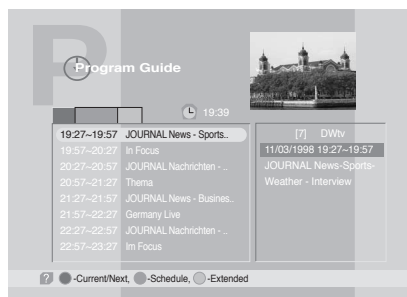 P
Program Guide
19:39
19:27~19:57 JOURNAL News - Sports..
19:57~20:27 In Focus
20:27~20:57 JOURNAL Nachrichten - ..
20:57~21:27 Thema
21:27~21:57 JOURNAL News - Busines..
21:57~22:27 Germany Live
22:27~22:57 JOURNAL Nachrichten - ..
22:57~23:27 Im Focus
[7] DWtv
11/03/1998 19:27~19:57
JOURNAL News-Sports-
Weather - Interview
? -Current/Next, -Schedule, -Extended